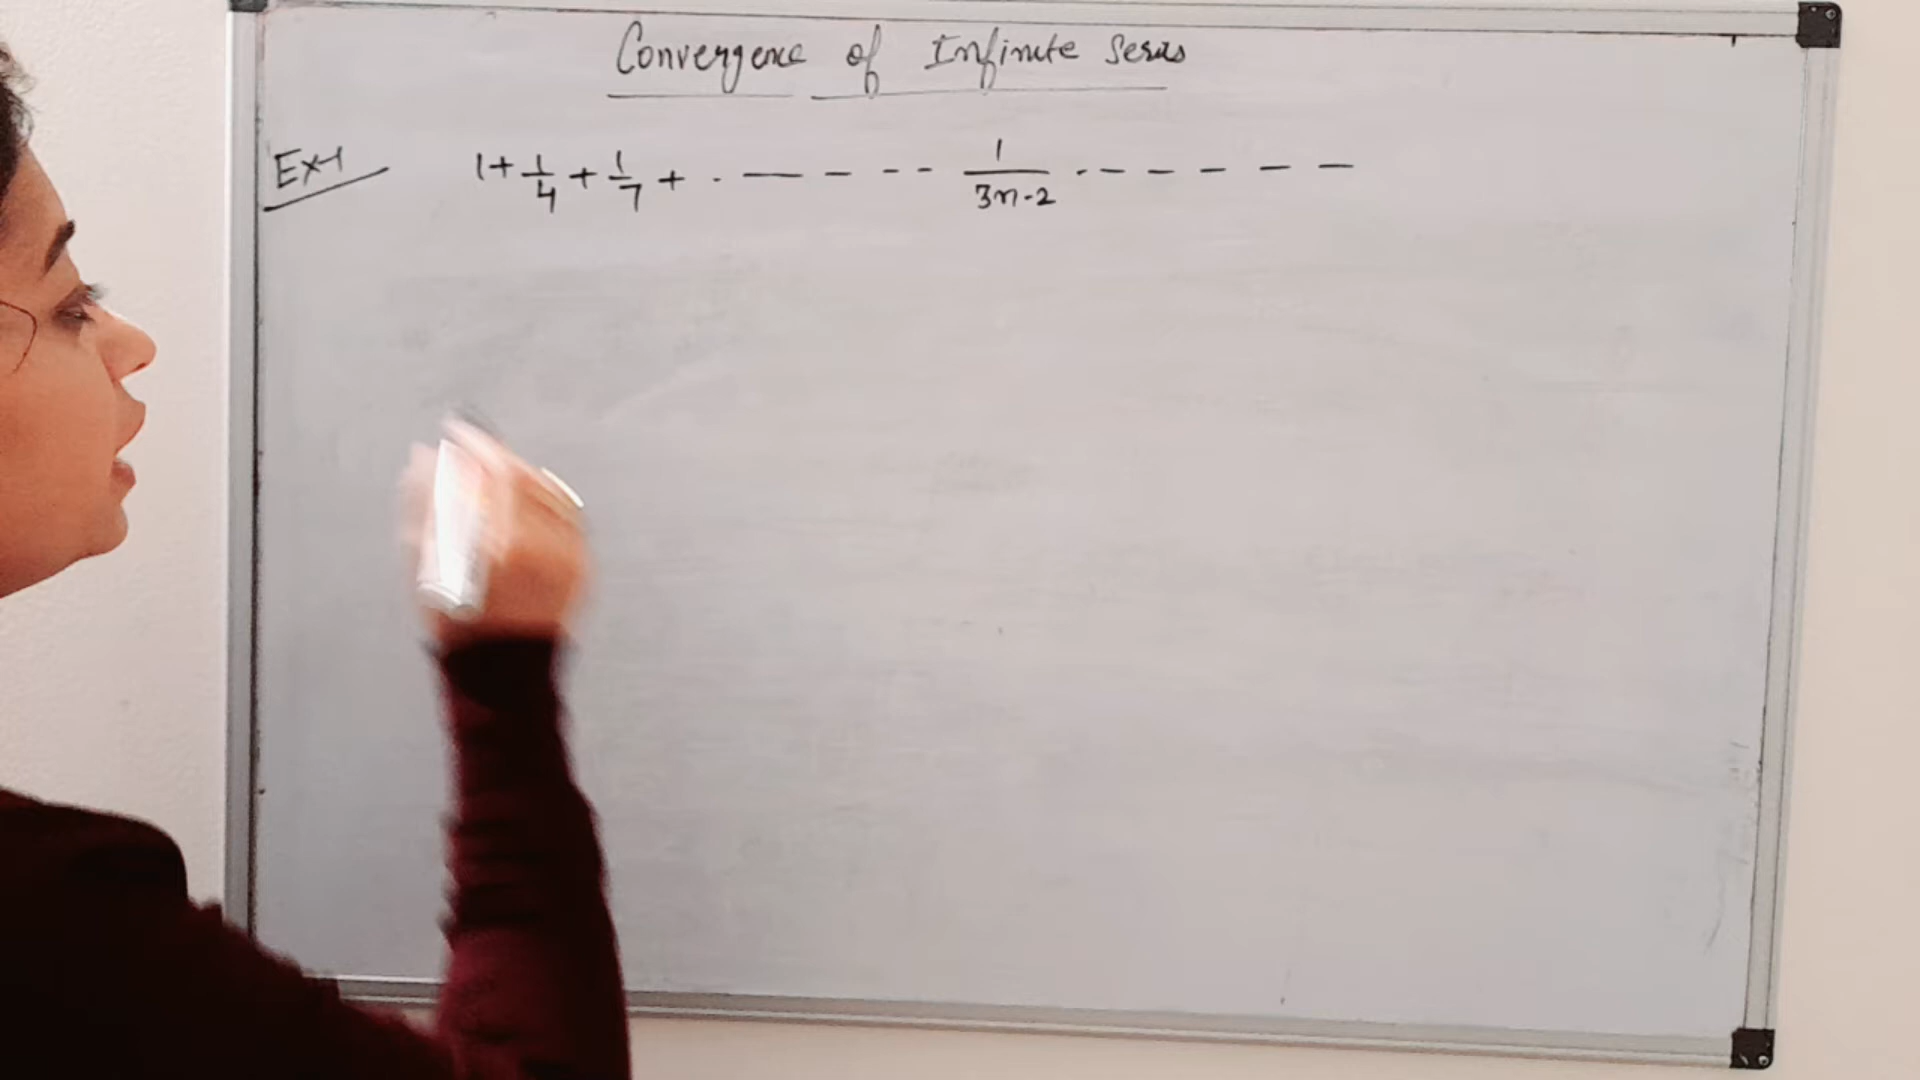 Convergence of Infinite Series
Ex-1 1 + 1/4 + 1/7 + . — - - - - 1/(3n-2) - - - - - -